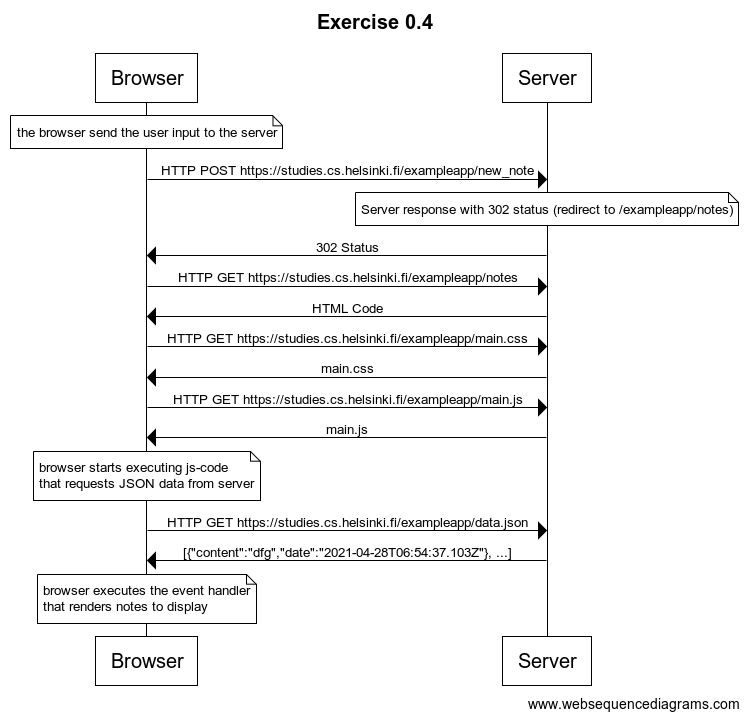 Exercise 0.4
Browser
Server
the browser send the user input to the server
HTTP POST https://studies.cs.helsinki.fi/exampleapp/new_note
Server response with 302 status (redirect to /exampleapp/notes)
302 Status
HTTP GET https://studies.cs.helsinki.fi/exampleapp/notes
HTML Code
HTTP GET https://studies.cs.helsinki.fi/exampleapp/main.css
main.css
HTTP GET https://studies.cs.helsinki.fi/exampleapp/main.js
main.js
browser starts executing js-code
that requests JSON data from server
HTTP GET https://studies.cs.helsinki.fi/exampleapp/data.json
[{"content":"dfg","date":"2021-04-28T06:54:37.103Z"}, ...]
browser executes the event handler
that renders notes to display
Browser
Server
www.websequencediagrams.com